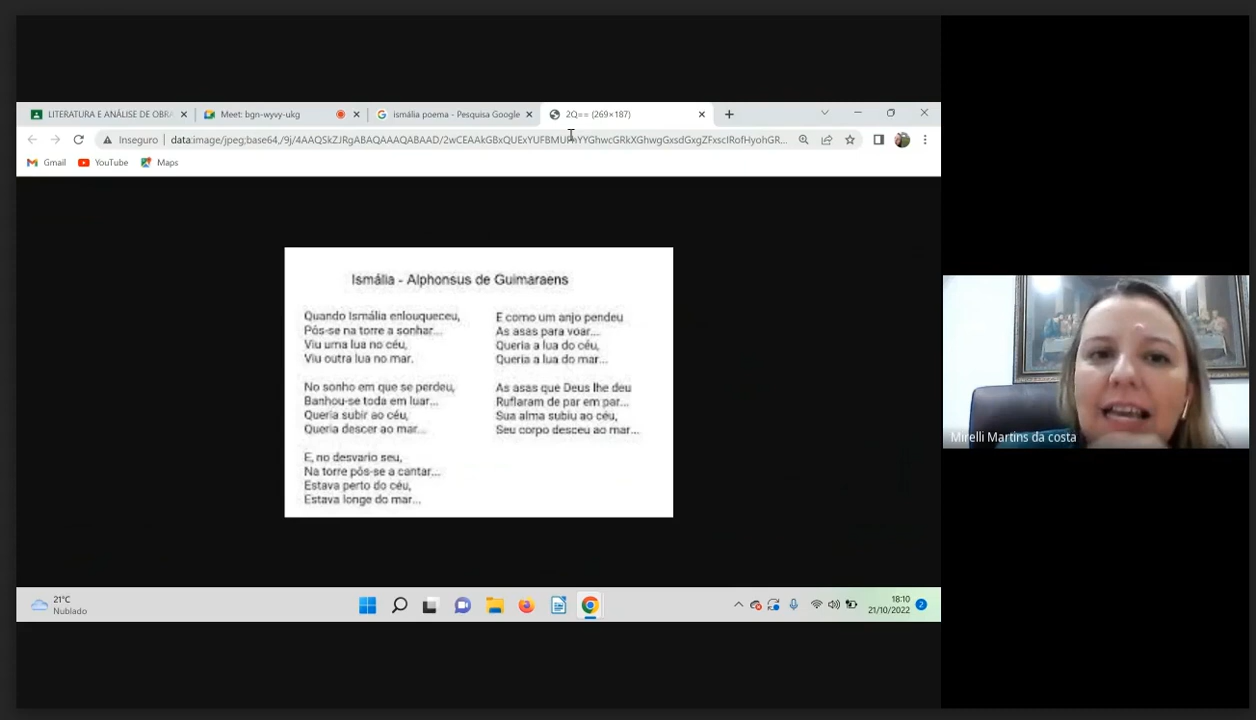 LITERATURA E ANÁLISE DE OBRA
Meet: bgn-wyvy-ukg
ismália poema - Pesquisa Google
2Q== (269×187)
Inseguro
Gmail
YouTube
Maps
Ismália - Alphonsus de Guimaraens
Quando Ismália enlouqueceu,
Pôs-se na torre a sonhar...
Viu uma lua no céu,
Viu outra lua no mar.
No sonho em que se perdeu,
Banhou-se toda em luar...
Queria subir ao céu,
Queria descer ao mar...
E, no desvario seu,
Na torre pôs-se a cantar...
Estava perto do céu,
Estava longe do mar...
E como um anjo pendeu
As asas para voar....
Queria a lua do céu,
Queria a lua do mar...
As asas que Deus lhe deu
Ruflaram de par em par...
Sua alma subiu ao céu,
Seu corpo desceu ao mar...
Mirelli Martins da costa
21°C
Nublado
18:10
21/10/2022
2